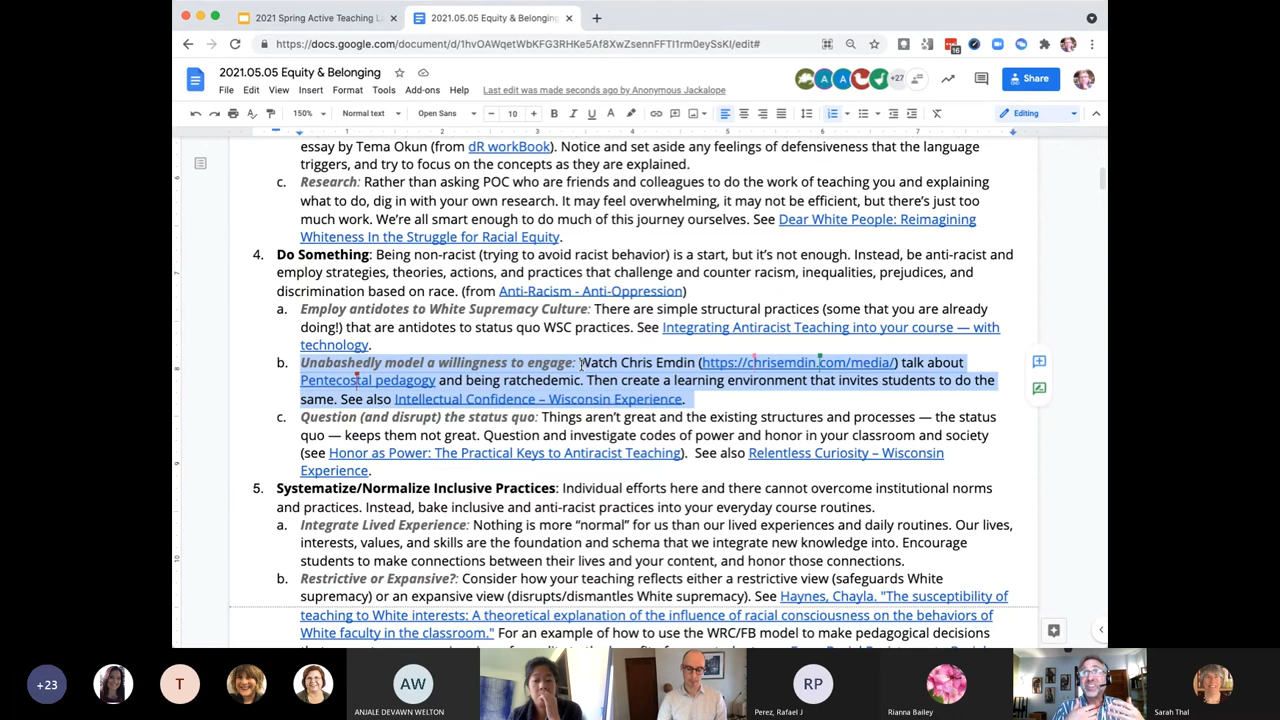 2021 Spring Active Teaching L
2021.05.05 Equity & Belonging
https://docs.google.com/document/d/1hvOAWqetWbKFG3RHKe5Af8XwZsennFFTI1rm0eySsKI/edit#
16
2021.05.05 Equity & Belonging
+27
Share
File Edit View Insert Format Tools Add-ons Help Last edit was made seconds ago by Anonymous Jackalope
150% Normal text Open Sans 10 B I U A Editing
1 2 3 4 5 6 7
essay by Tema Okun (from dR workBook). Notice and set aside any feelings of defensiveness that the language
triggers, and try to focus on the concepts as they are explained.
c. Research: Rather than asking POC who are friends and colleagues to do the work of teaching you and explaining
what to do, dig in with your own research. It may feel overwhelming, it may not be efficient, but there's just too
much work. We're all smart enough to do much of this journey ourselves. See Dear White People: Reimagining
Whiteness In the Struggle for Racial Equity.
4. Do Something: Being non-racist (trying to avoid racist behavior) is a start, but it's not enough. Instead, be anti-racist and
employ strategies, theories, actions, and practices that challenge and counter racism, inequalities, prejudices, and
discrimination based on race. (from Anti-Racism - Anti-Oppression)
a. Employ antidotes to White Supremacy Culture: There are simple structural practices (some that you are already
doing!) that are antidotes to status quo WSC practices. See Integrating Antiracist Teaching into your course — with
technology.
b. Unabashedly model a willingness to engage: Watch Chris Emdin (https://chrisemdin.com/media/) talk about
Pentecostal pedagogy and being ratchedemic. Then create a learning environment that invites students to do the
same. See also Intellectual Confidence – Wisconsin Experience.
c. Question (and disrupt) the status quo: Things aren't great and the existing structures and processes — the status
quo — keeps them not great. Question and investigate codes of power and honor in your classroom and society
(see Honor as Power: The Practical Keys to Antiracist Teaching). See also Relentless Curiosity – Wisconsin
Experience.
5. Systematize/Normalize Inclusive Practices: Individual efforts here and there cannot overcome institutional norms
and practices. Instead, bake inclusive and anti-racist practices into your everyday course routines.
a. Integrate Lived Experience: Nothing is more “normal” for us than our lived experiences and daily routines. Our lives,
interests, values, and skills are the foundation and schema that we integrate new knowledge into. Encourage
students to make connections between their lives and your content, and honor those connections.
b. Restrictive or Expansive?: Consider how your teaching reflects either a restrictive view (safeguards White
supremacy) or an expansive view (disrupts/dismantles White supremacy). See Haynes, Chayla. "The susceptibility of
teaching to White interests: A theoretical explanation of the influence of racial consciousness on the behaviors of
White faculty in the classroom." For an example of how to use the WRC/FB model to make pedagogical decisions
+23 T AW RP
ANJALE DEVAWN WELTON Perez, Rafael J Rianna Bailey Sarah Thal